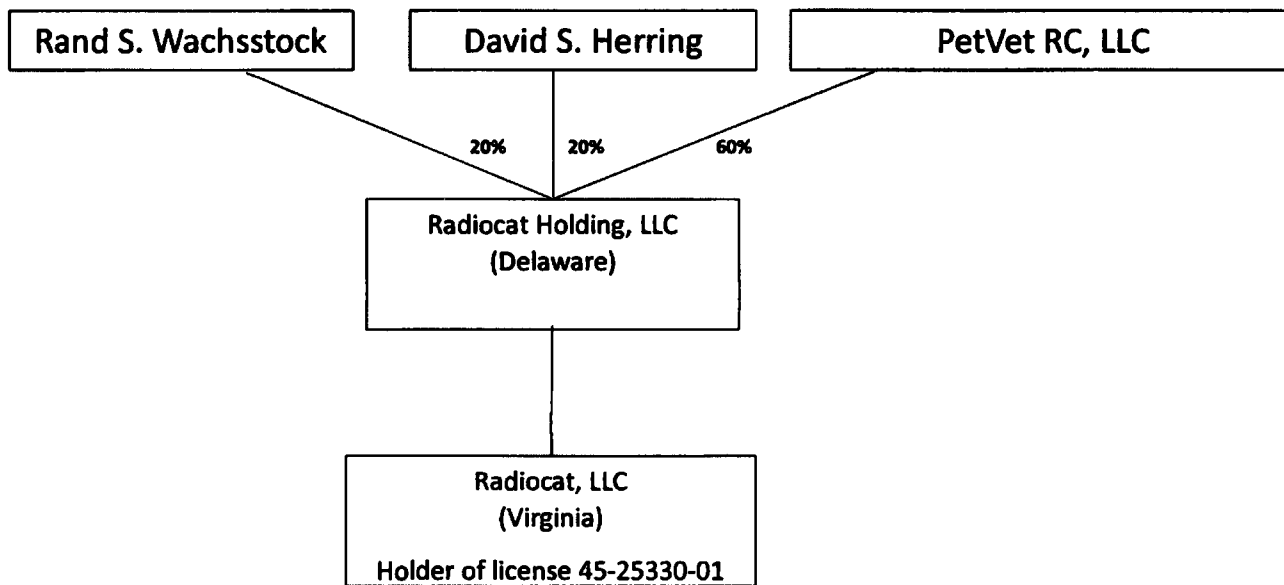 Rand S. Wachsstock
David S. Herring
PetVet RC, LLC
20%
20%
60%
Radiocat Holding, LLC
(Delaware)
Radiocat, LLC
(Virginia)
Holder of license 45-25330-01